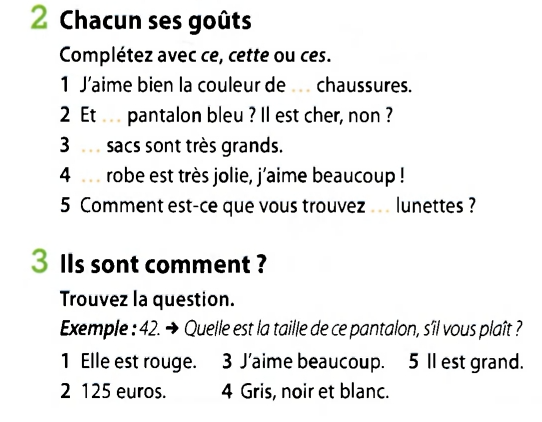 2 Chacun ses goûts
Complétez avec ce, cette ou ces.
1 J'aime bien la couleur de ... chaussures.
2 Et ... pantalon bleu ? Il est cher, non ?
3 ... sacs sont très grands.
4 ... robe est très jolie, j'aime beaucoup !
5 Comment est-ce que vous trouvez ... lunettes ?
3 Ils sont comment ?
Trouvez la question.
Exemple : 42. → Quelle est la taille de ce pantalon, s'il vous plaît ?
1 Elle est rouge. 3 J'aime beaucoup. 5 Il est grand.
2 125 euros. 4 Gris, noir et blanc.